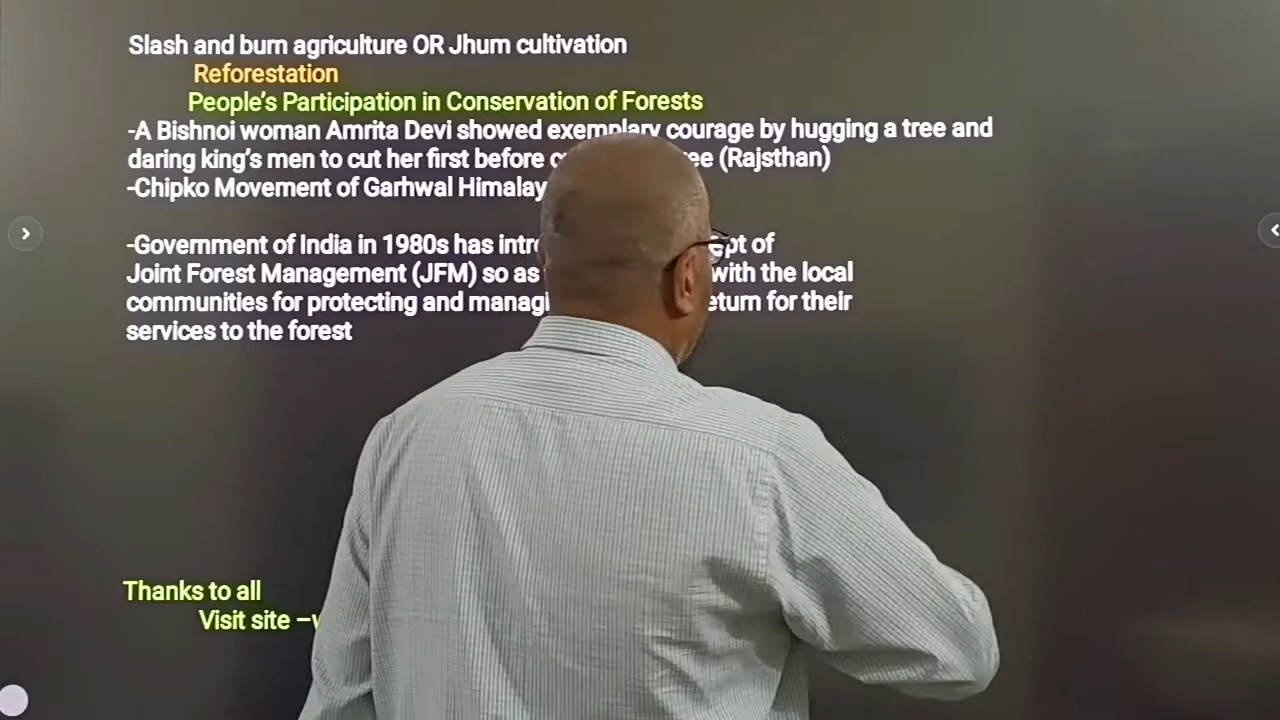 Slash and burn agriculture OR Jhum cultivation
Reforestation
People's Participation in Conservation of Forests
-A Bishnoi woman Amrita Devi showed exemplary courage by hugging a tree and
daring king's men to cut her first before (Rajsthan)
-Chipko Movement of Garhwal
-Government of India in 1980s has of
Joint Forest Management (JFM) so as with the local
communities for protecting and for their
services to the forest
Thanks to all
Visit site –